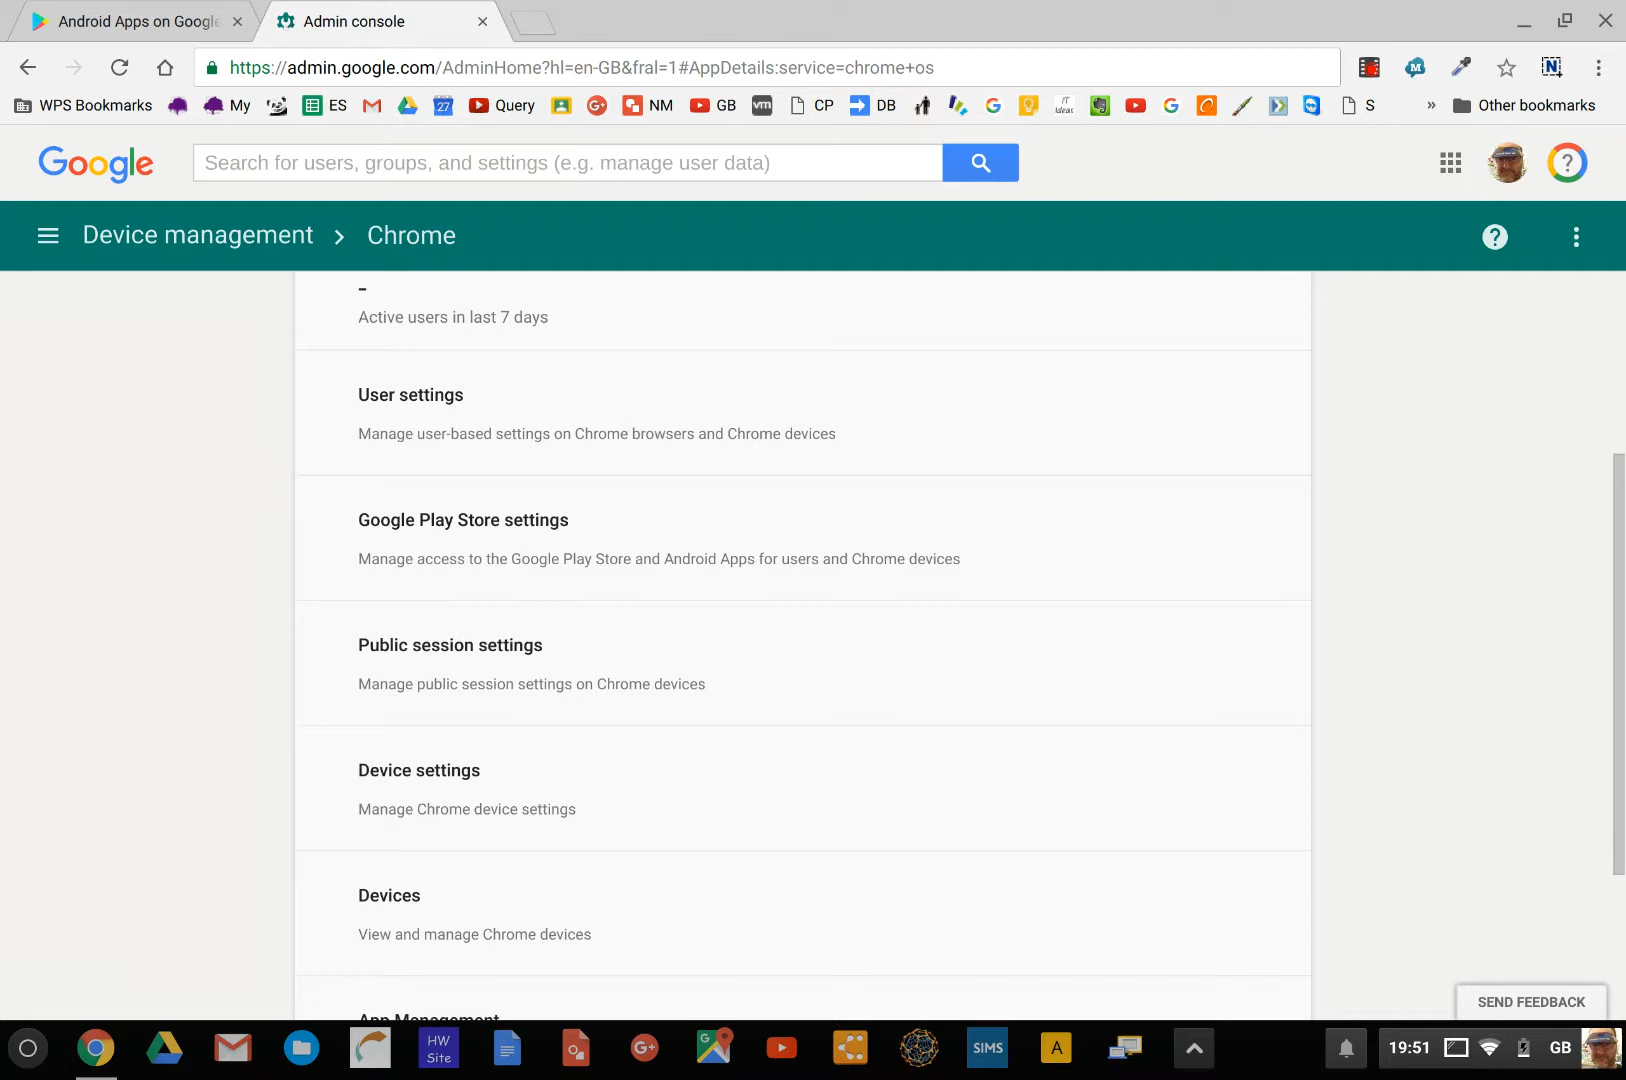 Android Apps on Google
Admin console
https://admin.google.com/AdminHome?hl=en-GB&fral=1#AppDetails:service=chrome+os
M
N
WPS Bookmarks
My
ES
27
Query
NM
GB
vm
CP
DB
IT
Ideas
S
»
Other bookmarks
Google
Search for users, groups, and settings (e.g. manage user data)
?
Device management
Chrome
?
-
Active users in last 7 days
User settings
Manage user-based settings on Chrome browsers and Chrome devices
Google Play Store settings
Manage access to the Google Play Store and Android Apps for users and Chrome devices
Public session settings
Manage public session settings on Chrome devices
Device settings
Manage Chrome device settings
Devices
View and manage Chrome devices
App Management
SEND FEEDBACK
HW
Site
G+
G
SIMS
A
19:51
GB